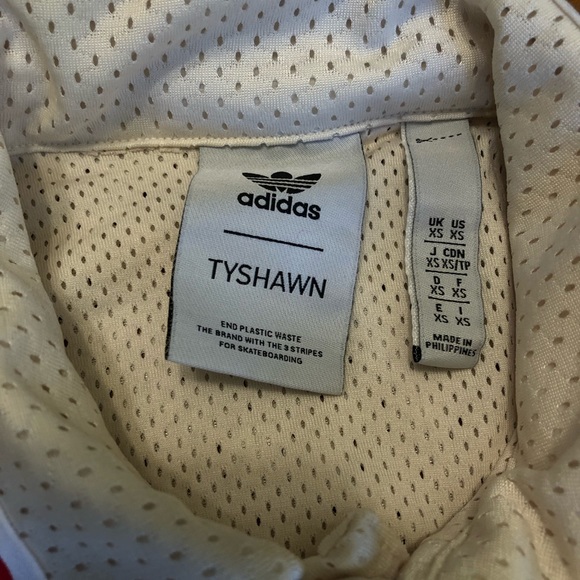 adidas
TYSHAWN
END PLASTIC WASTE
THE BRAND WITH THE 3 STRIPES
FOR SKATEBOARDING
UK US
XS XS
J CDN
XS XS/TP
D F
XS XS
E I
XS XS
MADE IN
PHILIPPINES